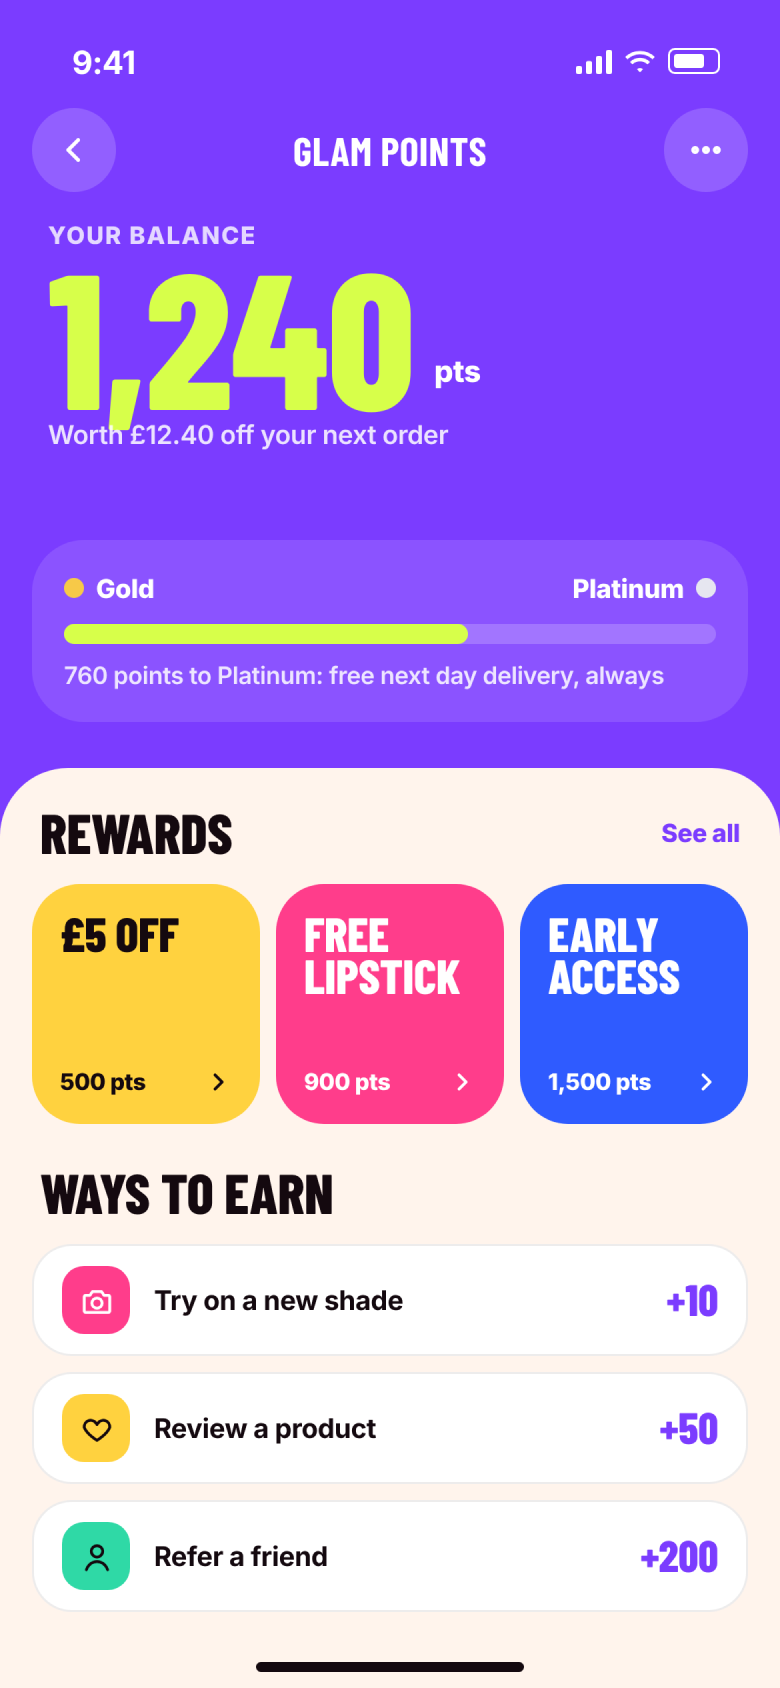 9:41
GLAM POINTS
YOUR BALANCE
1,240 pts
Worth £12.40 off your next order
Gold
Platinum
760 points to Platinum: free next day delivery, always
REWARDS
See all
£5 OFF
500 pts
FREE
LIPSTICK
900 pts
EARLY
ACCESS
1,500 pts
WAYS TO EARN
Try on a new shade
+10
Review a product
+50
Refer a friend
+200